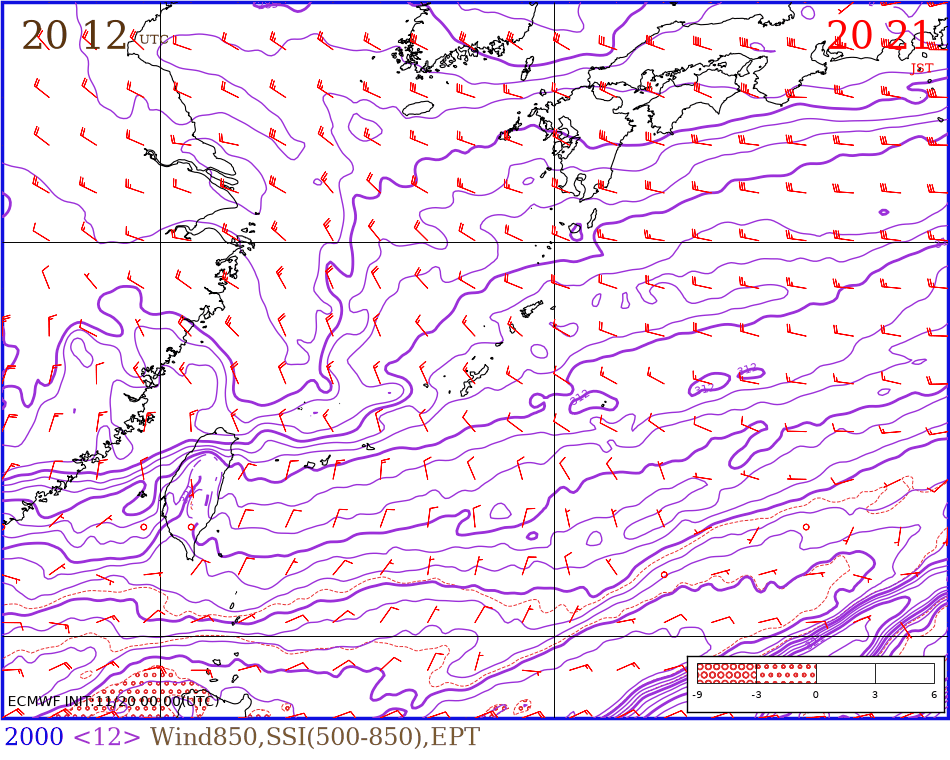 20 12 UTC
20 21
JST
312
312
312
-9 -3 0 3 6
ECMWF INIT:11/20 00:00(UTC)
2000 <12> Wind850,SSI(500-850),EPT